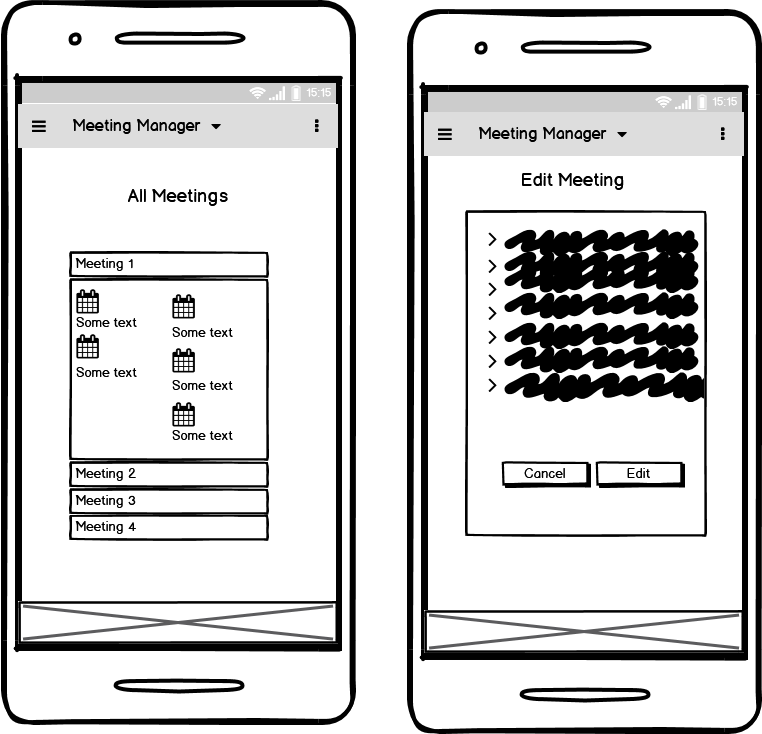 15:15
Meeting Manager
All Meetings
Meeting 1
Some text
Some text
Some text
Some text
Some text
Meeting 2
Meeting 3
Meeting 4
15:15
Meeting Manager
Edit Meeting
Cancel Edit